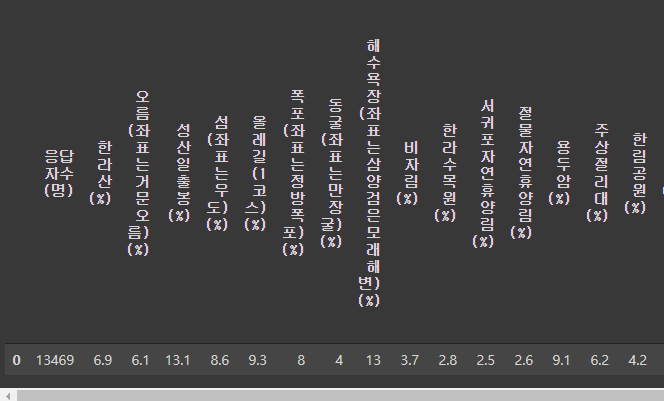 응답자수(명)
한라산(%)
오름(좌표는거문오름)(%)
성산일출봉(%)
섬(좌표는우도)(%)
올레길(1코스)(%)
폭포(좌표는정방폭포)(%)
동굴(좌표는만장굴)(%)
해수욕장(좌표는삼양검은모래해변)(%)
비자림(%)
한라수목원(%)
서귀포자연휴양림(%)
절물자연휴양림(%)
용두암(%)
주상절리대(%)
한림공원(%)
0 13469 6.9 6.1 13.1 8.6 9.3 8 4 13 3.7 2.8 2.5 2.6 9.1 6.2 4.2